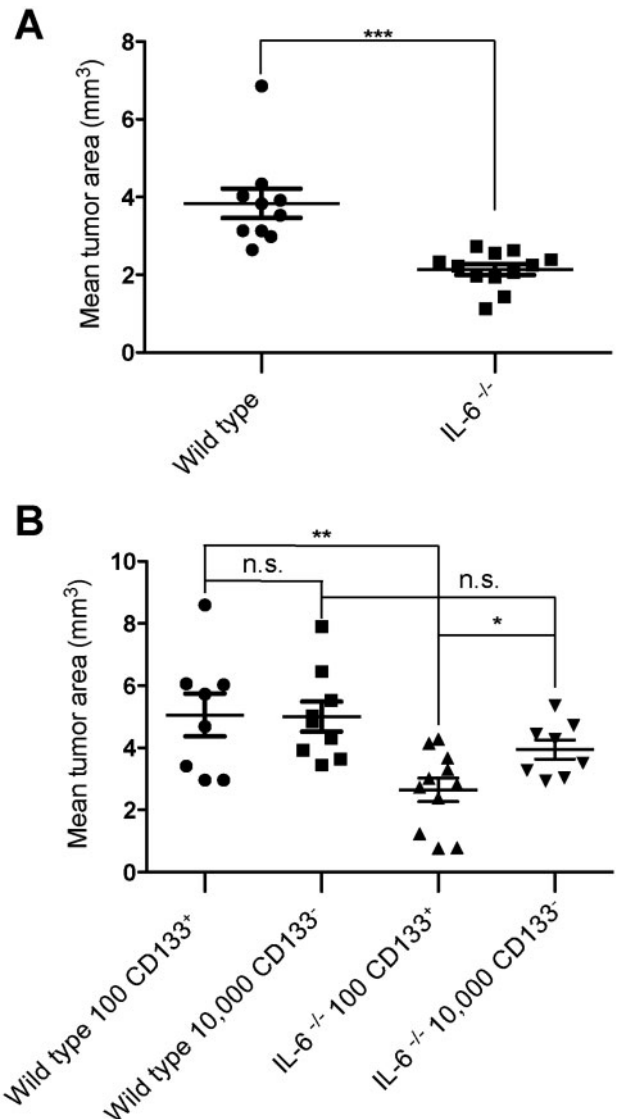 A
Mean tumor area (mm³)
8
6
4
2
0
***
Wild type
IL-6 -/-
B
Mean tumor area (mm³)
10
8
6
4
2
0
**
n.s.
n.s.
*
Wild type 100 CD133⁺
Wild type 10,000 CD133⁻
IL-6 -/- 100 CD133⁺
IL-6 -/- 10,000 CD133⁻